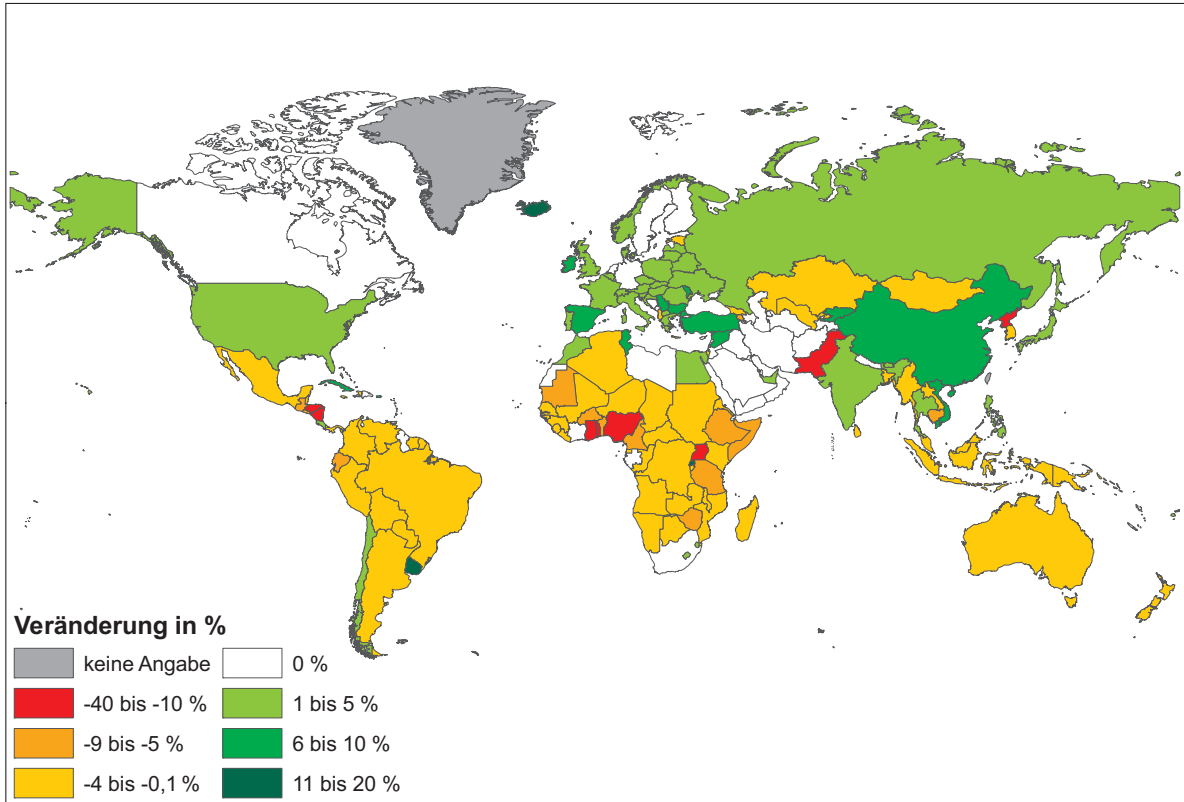 Veränderung in %
keine Angabe
0 %
-40 bis -10 %
1 bis 5 %
-9 bis -5 %
6 bis 10 %
-4 bis -0,1 %
11 bis 20 %